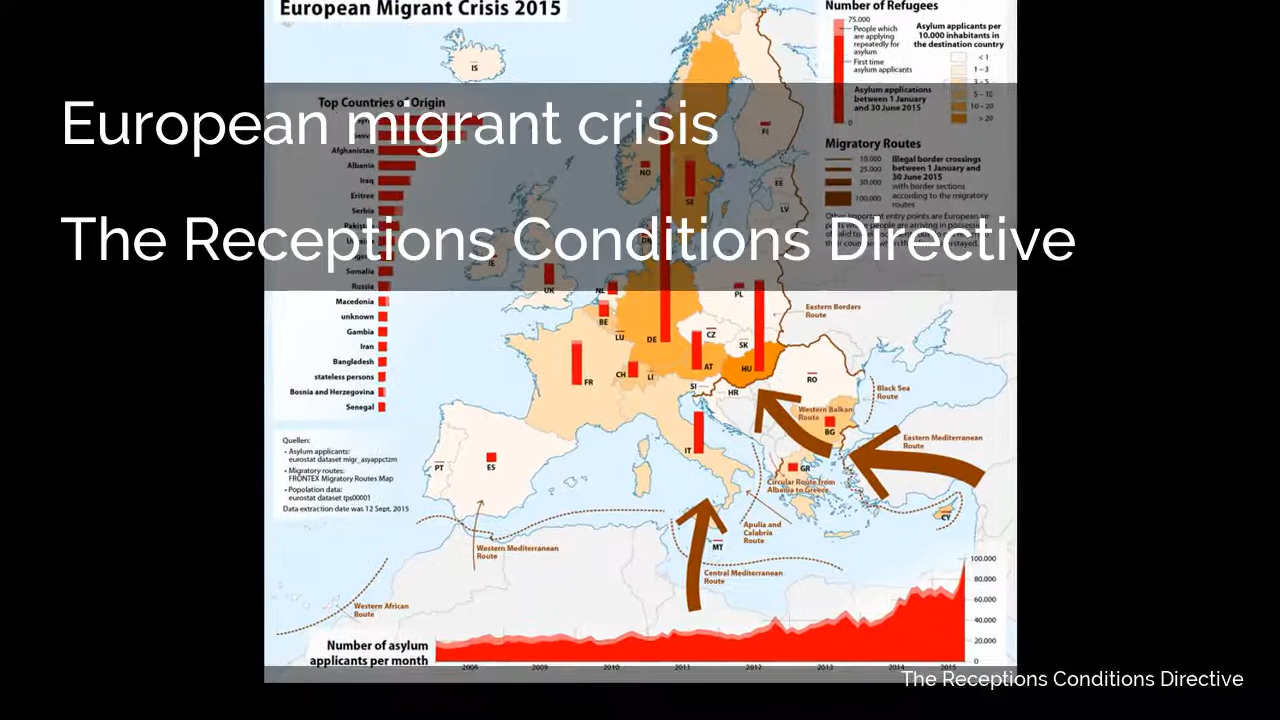 European Migrant Crisis 2015
European migrant crisis
The Receptions Conditions Directive
Number of Refugees
75.000
People which
are applying
repeatedly for
asylum
First time
asylum applicants
Asylum applications
between 1 January
and 30 June 2015
0
Asylum applicants per
10.000 inhabitants in
the destination country
< 1
1 – 3
3 – 5
5 – 10
10 – 20
> 20
Migratory Routes
10.000
25.000
50.000
100.000
Illegal border crossings
between 1 January and
30 June 2015
with border sections
according to the migratory
routes
Top Countries of Origin
Afghanistan
Albania
Iraq
Eritree
Serbia
Somalia
Russia
Macedonia
unknown
Gambia
Iran
Bangladesh
stateless persons
Bosnia and Herzegovina
Senegal
IS
NO
SE
FI
EE
LV
IE
UK
NL
BE
LU
DE
PL
CZ
SK
AT
HU
CH
LI
FR
SI
HR
RO
BG
IT
GR
PT
ES
MT
CY
Eastern Borders
Route
Black Sea
Route
Western Balkan
Route
Eastern Mediterranean
Route
Circular Route from
Albania to Greece
Apulia and
Calabria
Route
Central Mediterranean
Route
Western Mediterranean
Route
Western African
Route
Quellen:
• Asylum applicants:
eurostat dataset migr_asyappctzm
• Migratory routes:
FRONTEX Migratory Routes Map
• Population data:
eurostat dataset tps00001
Data extraction date was 12 Sept. 2015
Number of asylum
applicants per month
100.000
80.000
60.000
40.000
20.000
0
2008 2009 2010 2011 2012 2013 2014 2015
The Receptions Conditions Directive